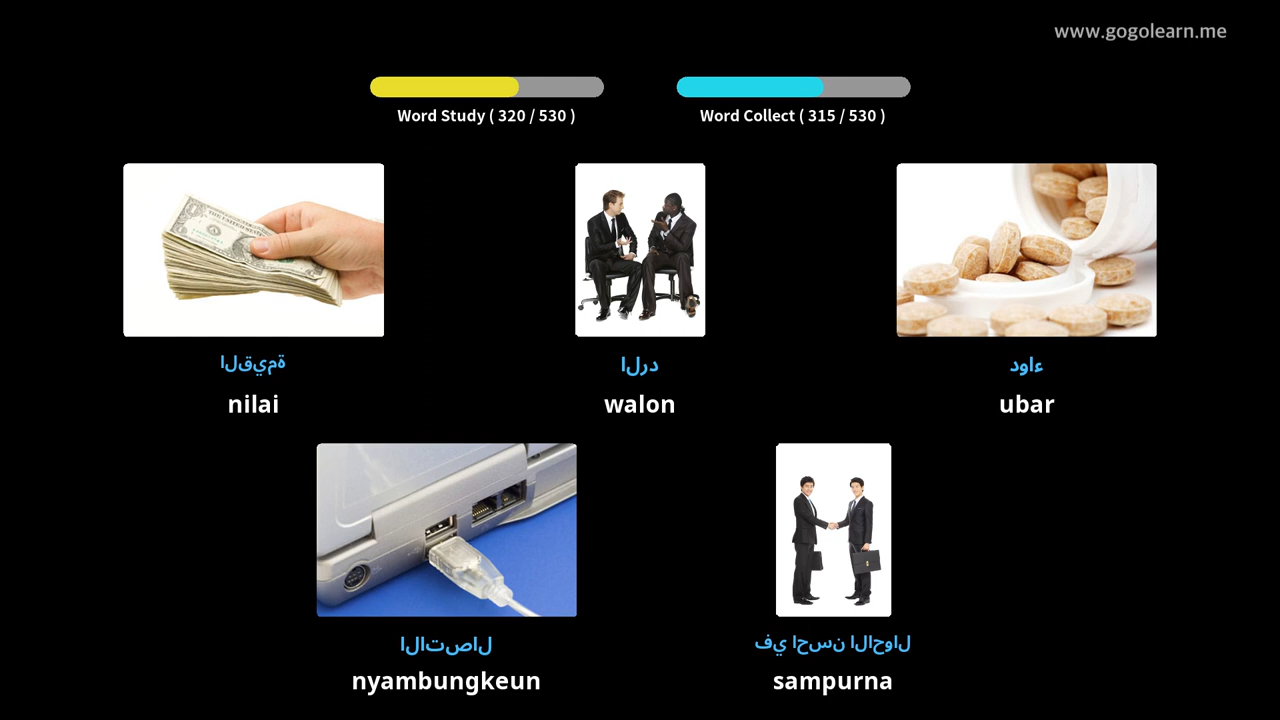 www.gogolearn.me
Word Study ( 320 / 530 )
Word Collect ( 315 / 530 )
القيمة
الرد
دواء
nilai
walon
ubar
الاتصال
في احسن الاحوال
nyambungkeun
sampurna